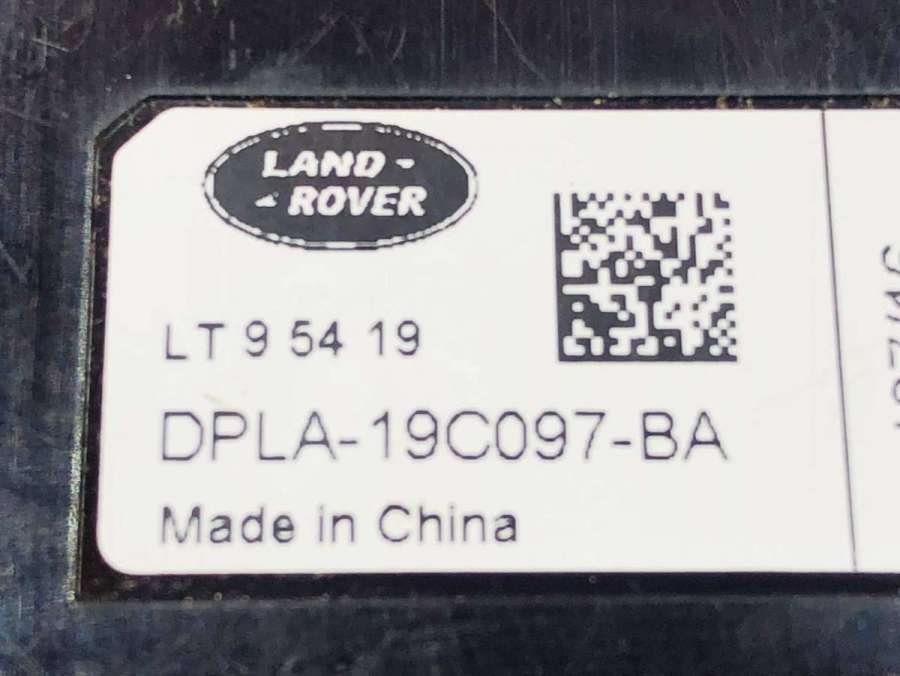 LAND-
-ROVER
LT 9 54 19
DPLA-19C097-BA
Made in China